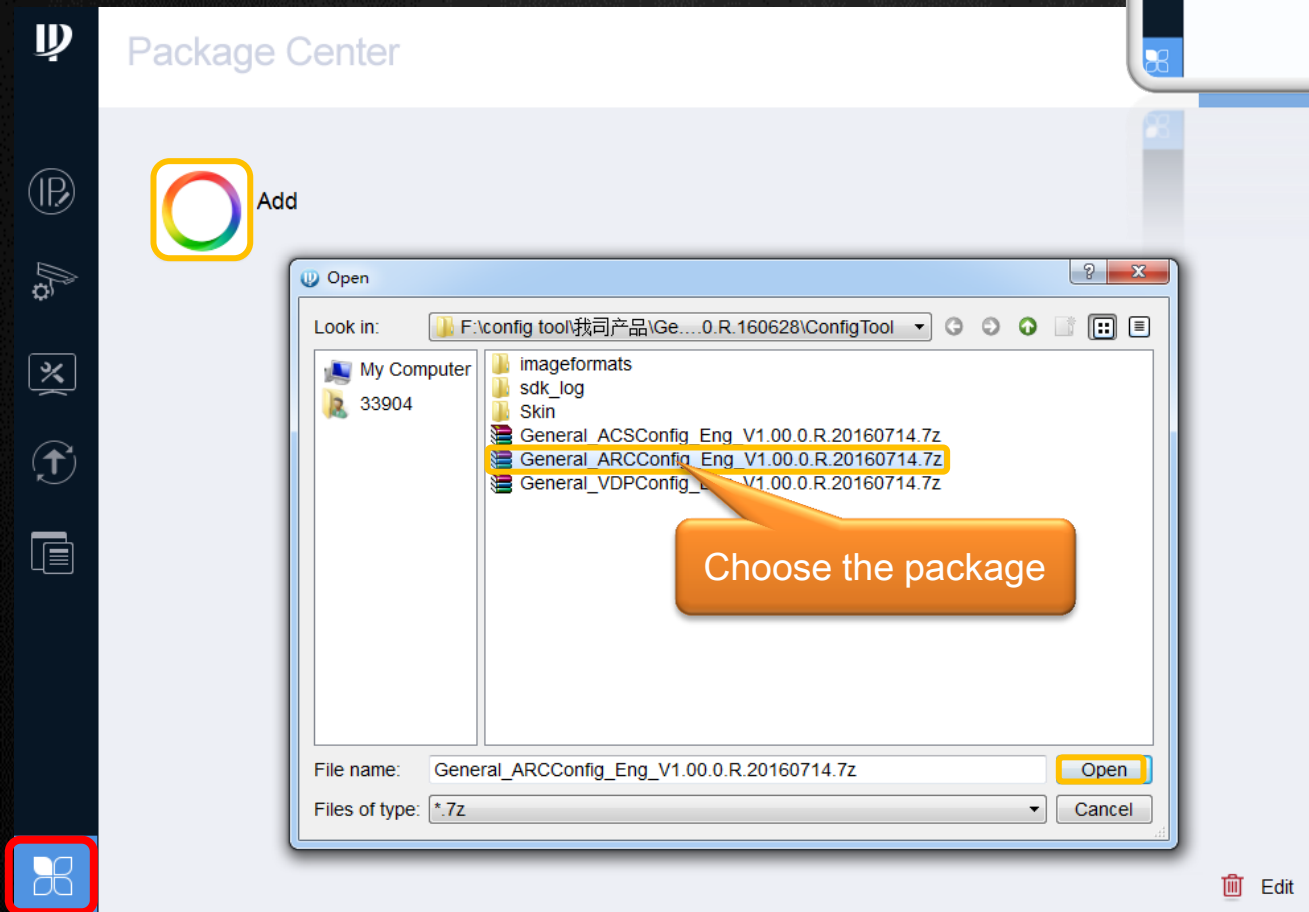 Package Center
Add
Open
Look in: F:\config tool\我司产品\Ge....0.R.160628\ConfigTool
My Computer
33904
imageformats
sdk_log
Skin
General_ACSConfig_Eng_V1.00.0.R.20160714.7z
General_ARCConfig_Eng_V1.00.0.R.20160714.7z
General_VDPConfig_ V1.00.0.R.20160714.7z
Choose the package
File name: General_ARCConfig_Eng_V1.00.0.R.20160714.7z Open
Files of type: *.7z Cancel
Edit